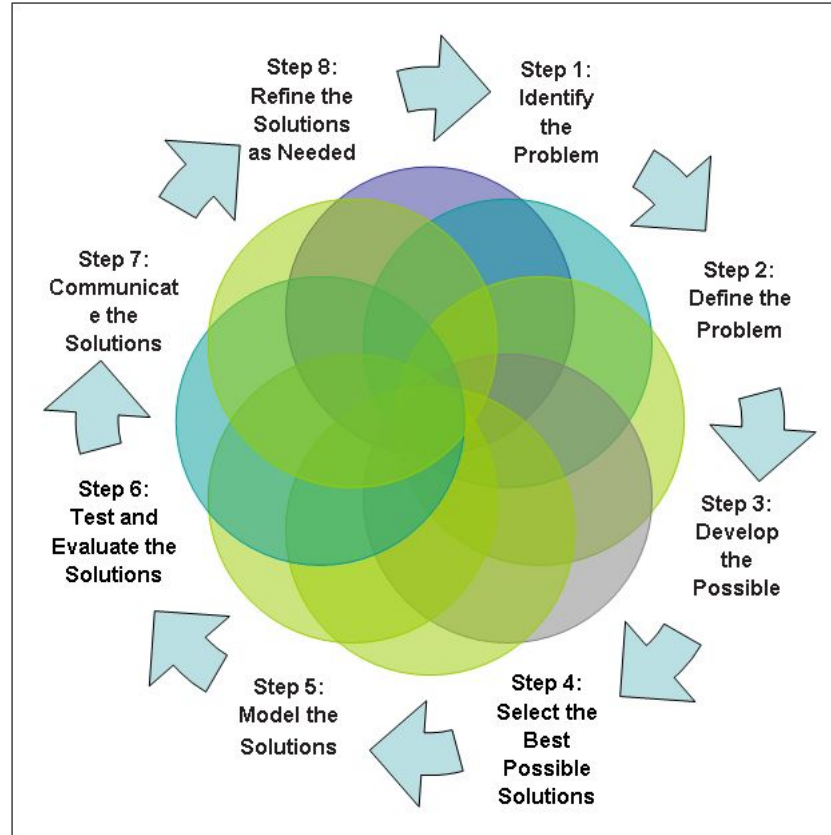 Step 1:
Identify
the
Problem
Step 2:
Define the
Problem
Step 3:
Develop
the
Possible
Step 4:
Select the
Best
Possible
Solutions
Step 5:
Model the
Solutions
Step 6:
Test and
Evaluate the
Solutions
Step 7:
Communicat
e the
Solutions
Step 8:
Refine the
Solutions
as Needed